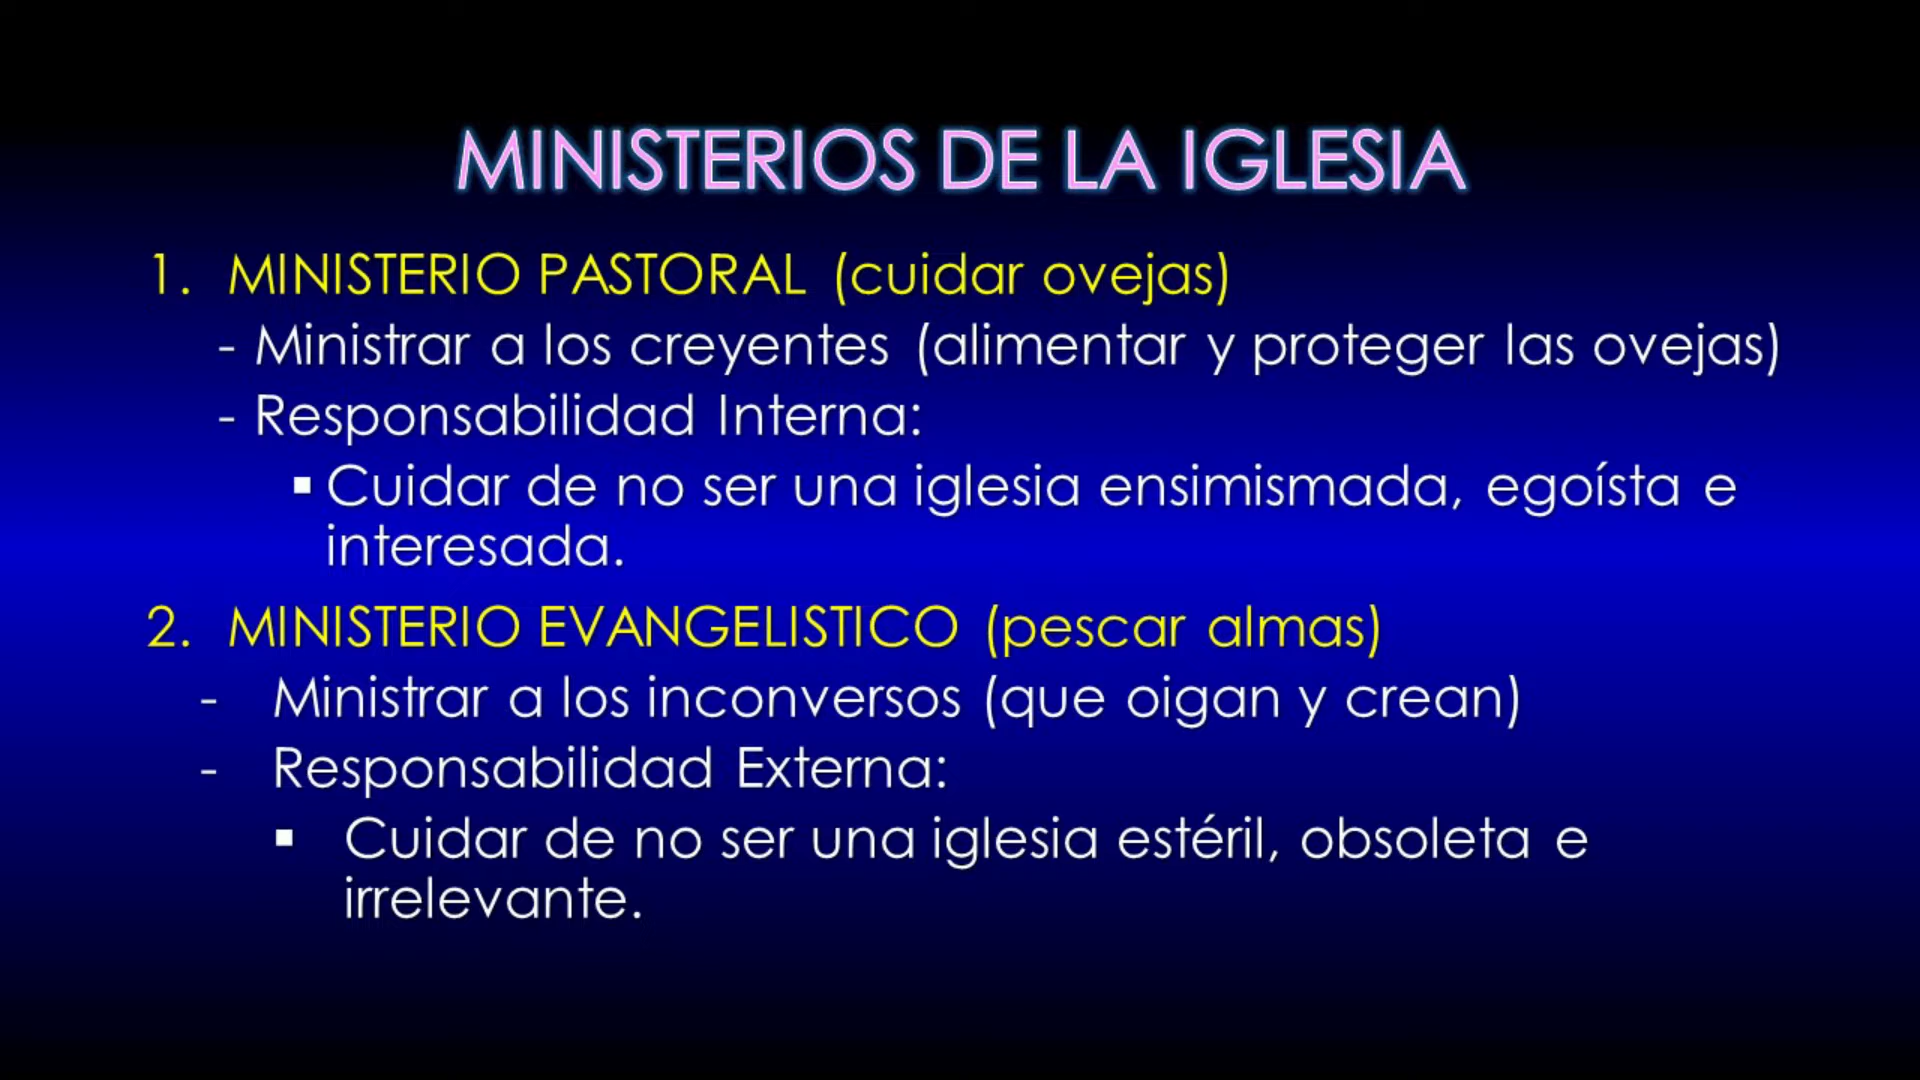 MINISTERIOS DE LA IGLESIA
1. MINISTERIO PASTORAL (cuidar ovejas)
- Ministrar a los creyentes (alimentar y proteger las ovejas)
- Responsabilidad Interna:
▪ Cuidar de no ser una iglesia ensimismada, egoísta e
interesada.
2. MINISTERIO EVANGELISTICO (pescar almas)
- Ministrar a los inconversos (que oigan y crean)
- Responsabilidad Externa:
▪ Cuidar de no ser una iglesia estéril, obsoleta e
irrelevante.